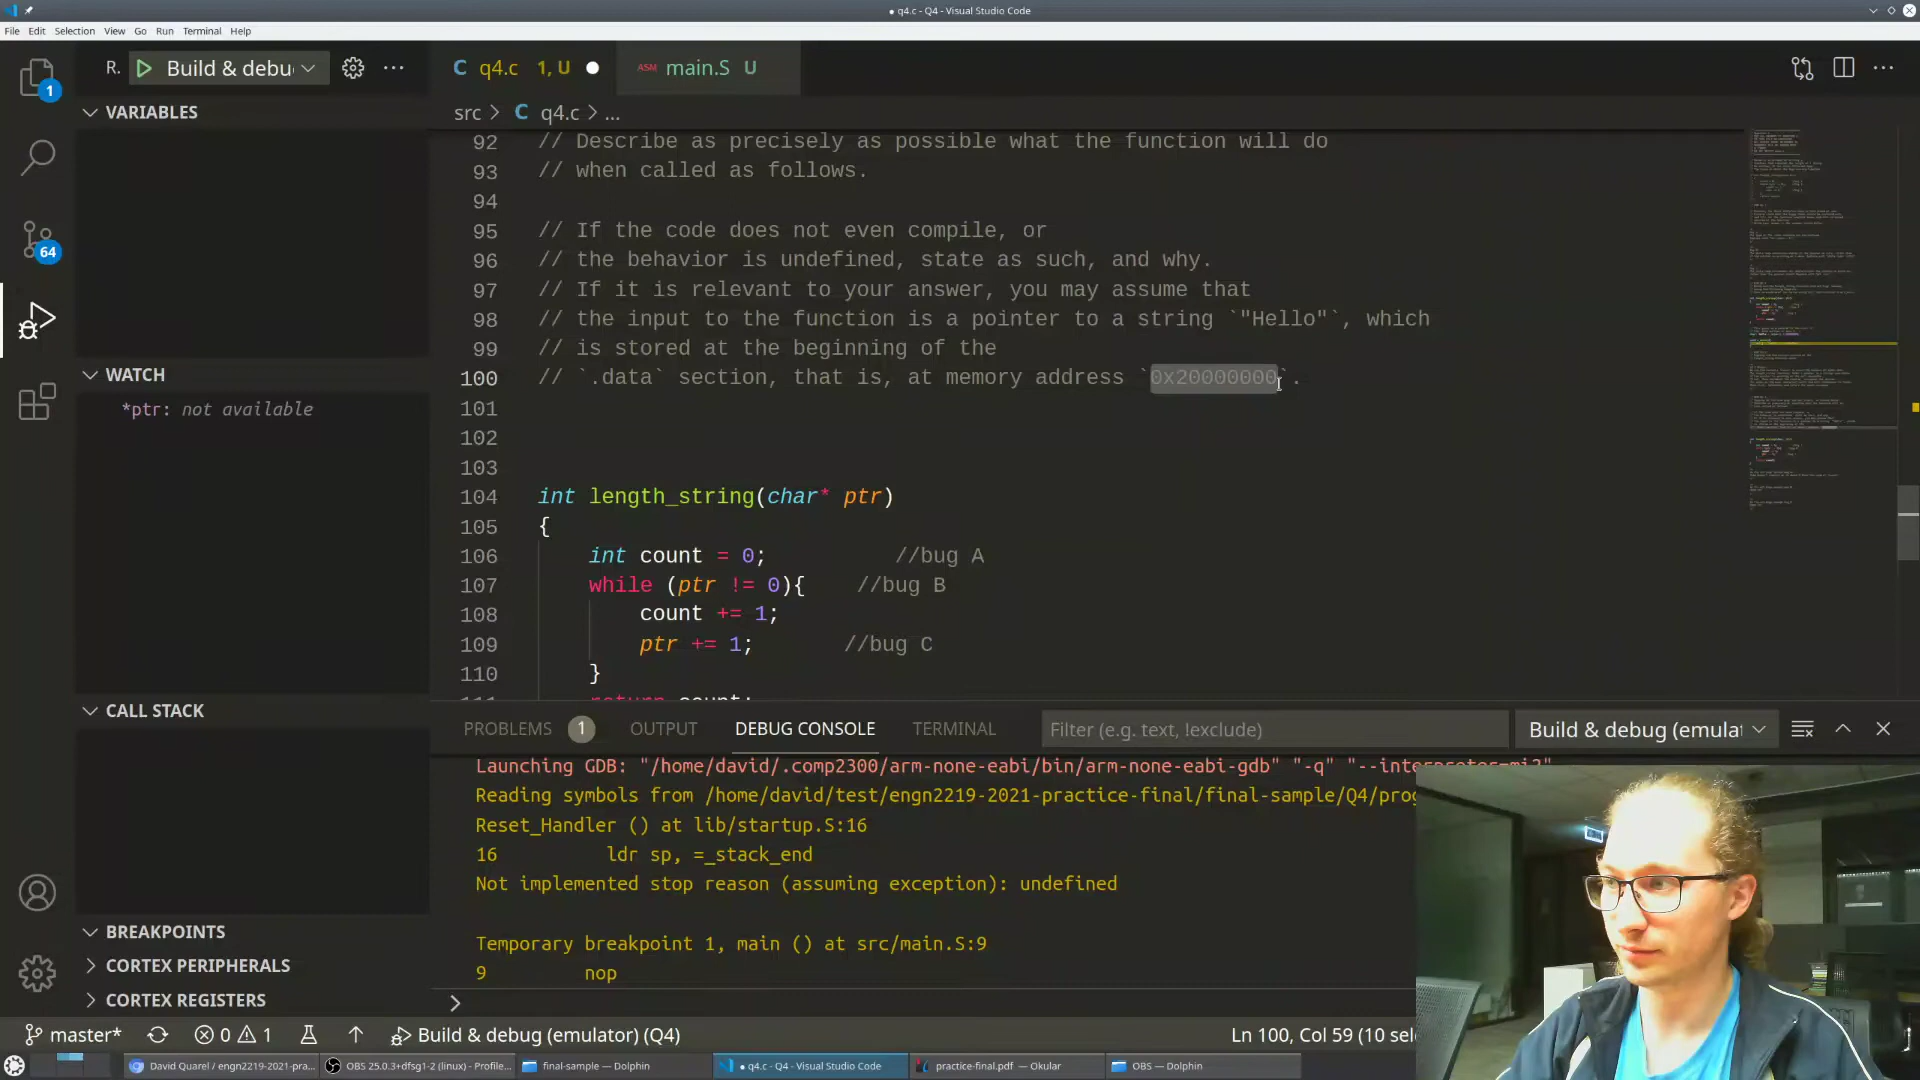 ● q4.c - Q4 - Visual Studio Code
File Edit Selection View Go Run Terminal Help
R. Build & debu ··· C q4.c 1, U ● ASM main.S U ···
1
src > C q4.c > ...
VARIABLES
92 // Describe as precisely as possible what the function will do
93 // when called as follows.
94
95 // If the code does not even compile, or
64
96 // the behavior is undefined, state as such, and why.
97 // If it is relevant to your answer, you may assume that
98 // the input to the function is a pointer to a string `"Hello"`, which
99 // is stored at the beginning of the
WATCH
100 // `.data` section, that is, at memory address `0x20000000`.
*ptr: not available
101
102
103
104 int length_string(char* ptr)
105 {
106 int count = 0; //bug A
107 while (ptr != 0){ //bug B
108 count += 1;
109 ptr += 1; //bug C
110 }
CALL STACK
PROBLEMS 1 OUTPUT DEBUG CONSOLE TERMINAL Filter (e.g. text, !exclude) Build & debug (emulat
Launching GDB: "/home/david/.comp2300/arm-none-eabi/bin/arm-none-eabi-gdb" "-q" "--interpreter=mi2"
Reading symbols from /home/david/test/engn2219-2021-practice-final/final-sample/Q4/prog
Reset_Handler () at lib/startup.S:16
16 ldr sp, =_stack_end
Not implemented stop reason (assuming exception): undefined
BREAKPOINTS
Temporary breakpoint 1, main () at src/main.S:9
CORTEX PERIPHERALS
9 nop
CORTEX REGISTERS
>
master* 0 1 Build & debug (emulator) (Q4) Ln 100, Col 59 (10 sel
David Quarel / engn2219-2021-pra... OBS 25.0.3+dfsg1-2 (linux) - Profile... final-sample — Dolphin ● q4.c - Q4 - Visual Studio Code practice-final.pdf — Okular OBS — Dolphin